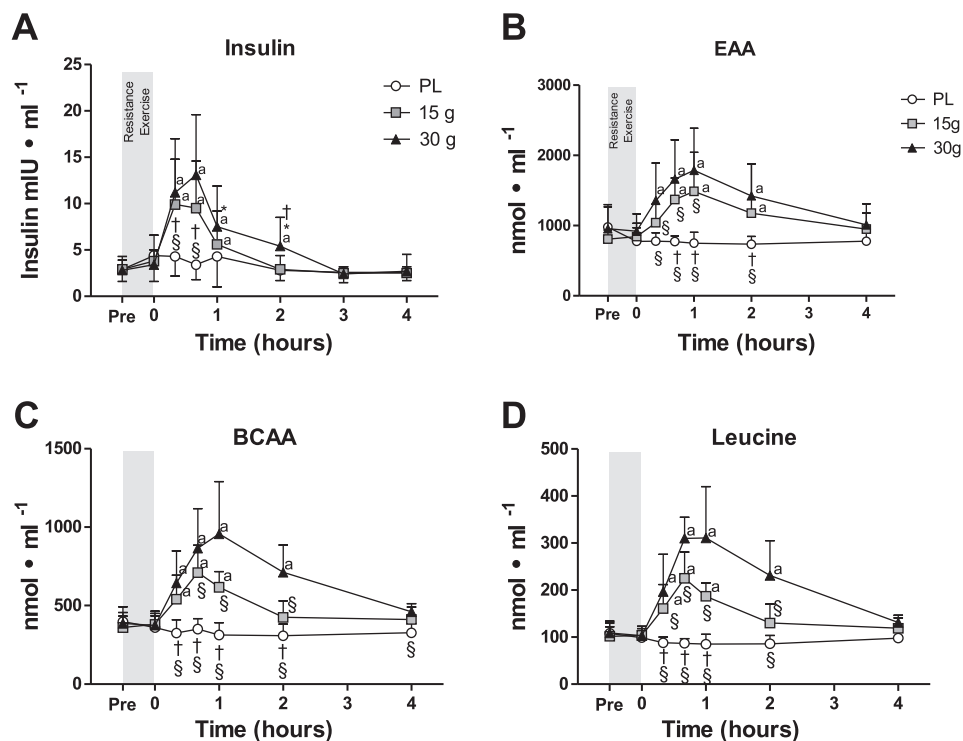 A
Insulin
Insulin mIU • ml -1
25
20
15
10
5
0
Resistance
Exercise
PL
15 g
30 g
a
a
a
a
*
a
a
†
*
a
†
§
†
§
Pre 0 1 2 3 4
Time (hours)
B
EAA
nmol • ml -1
3000
2000
1000
0
Resistance
Exercise
PL
15g
30g
a
a
a
a
a
a
a
§
§
§
§
†
§
†
§
†
§
Pre 0 1 2 3 4
Time (hours)
C
BCAA
nmol • ml -1
1500
1000
500
0
a
a
a
a
a
a
a
§
§
§
†
§
†
§
†
§
†
§
§
Pre 0 1 2 3 4
Time (hours)
D
Leucine
nmol • ml -1
500
400
300
200
100
0
a
a
a
a
a
a
a
§
§
§
§
†
§
†
§
†
§
§
Pre 0 1 2 3 4
Time (hours)